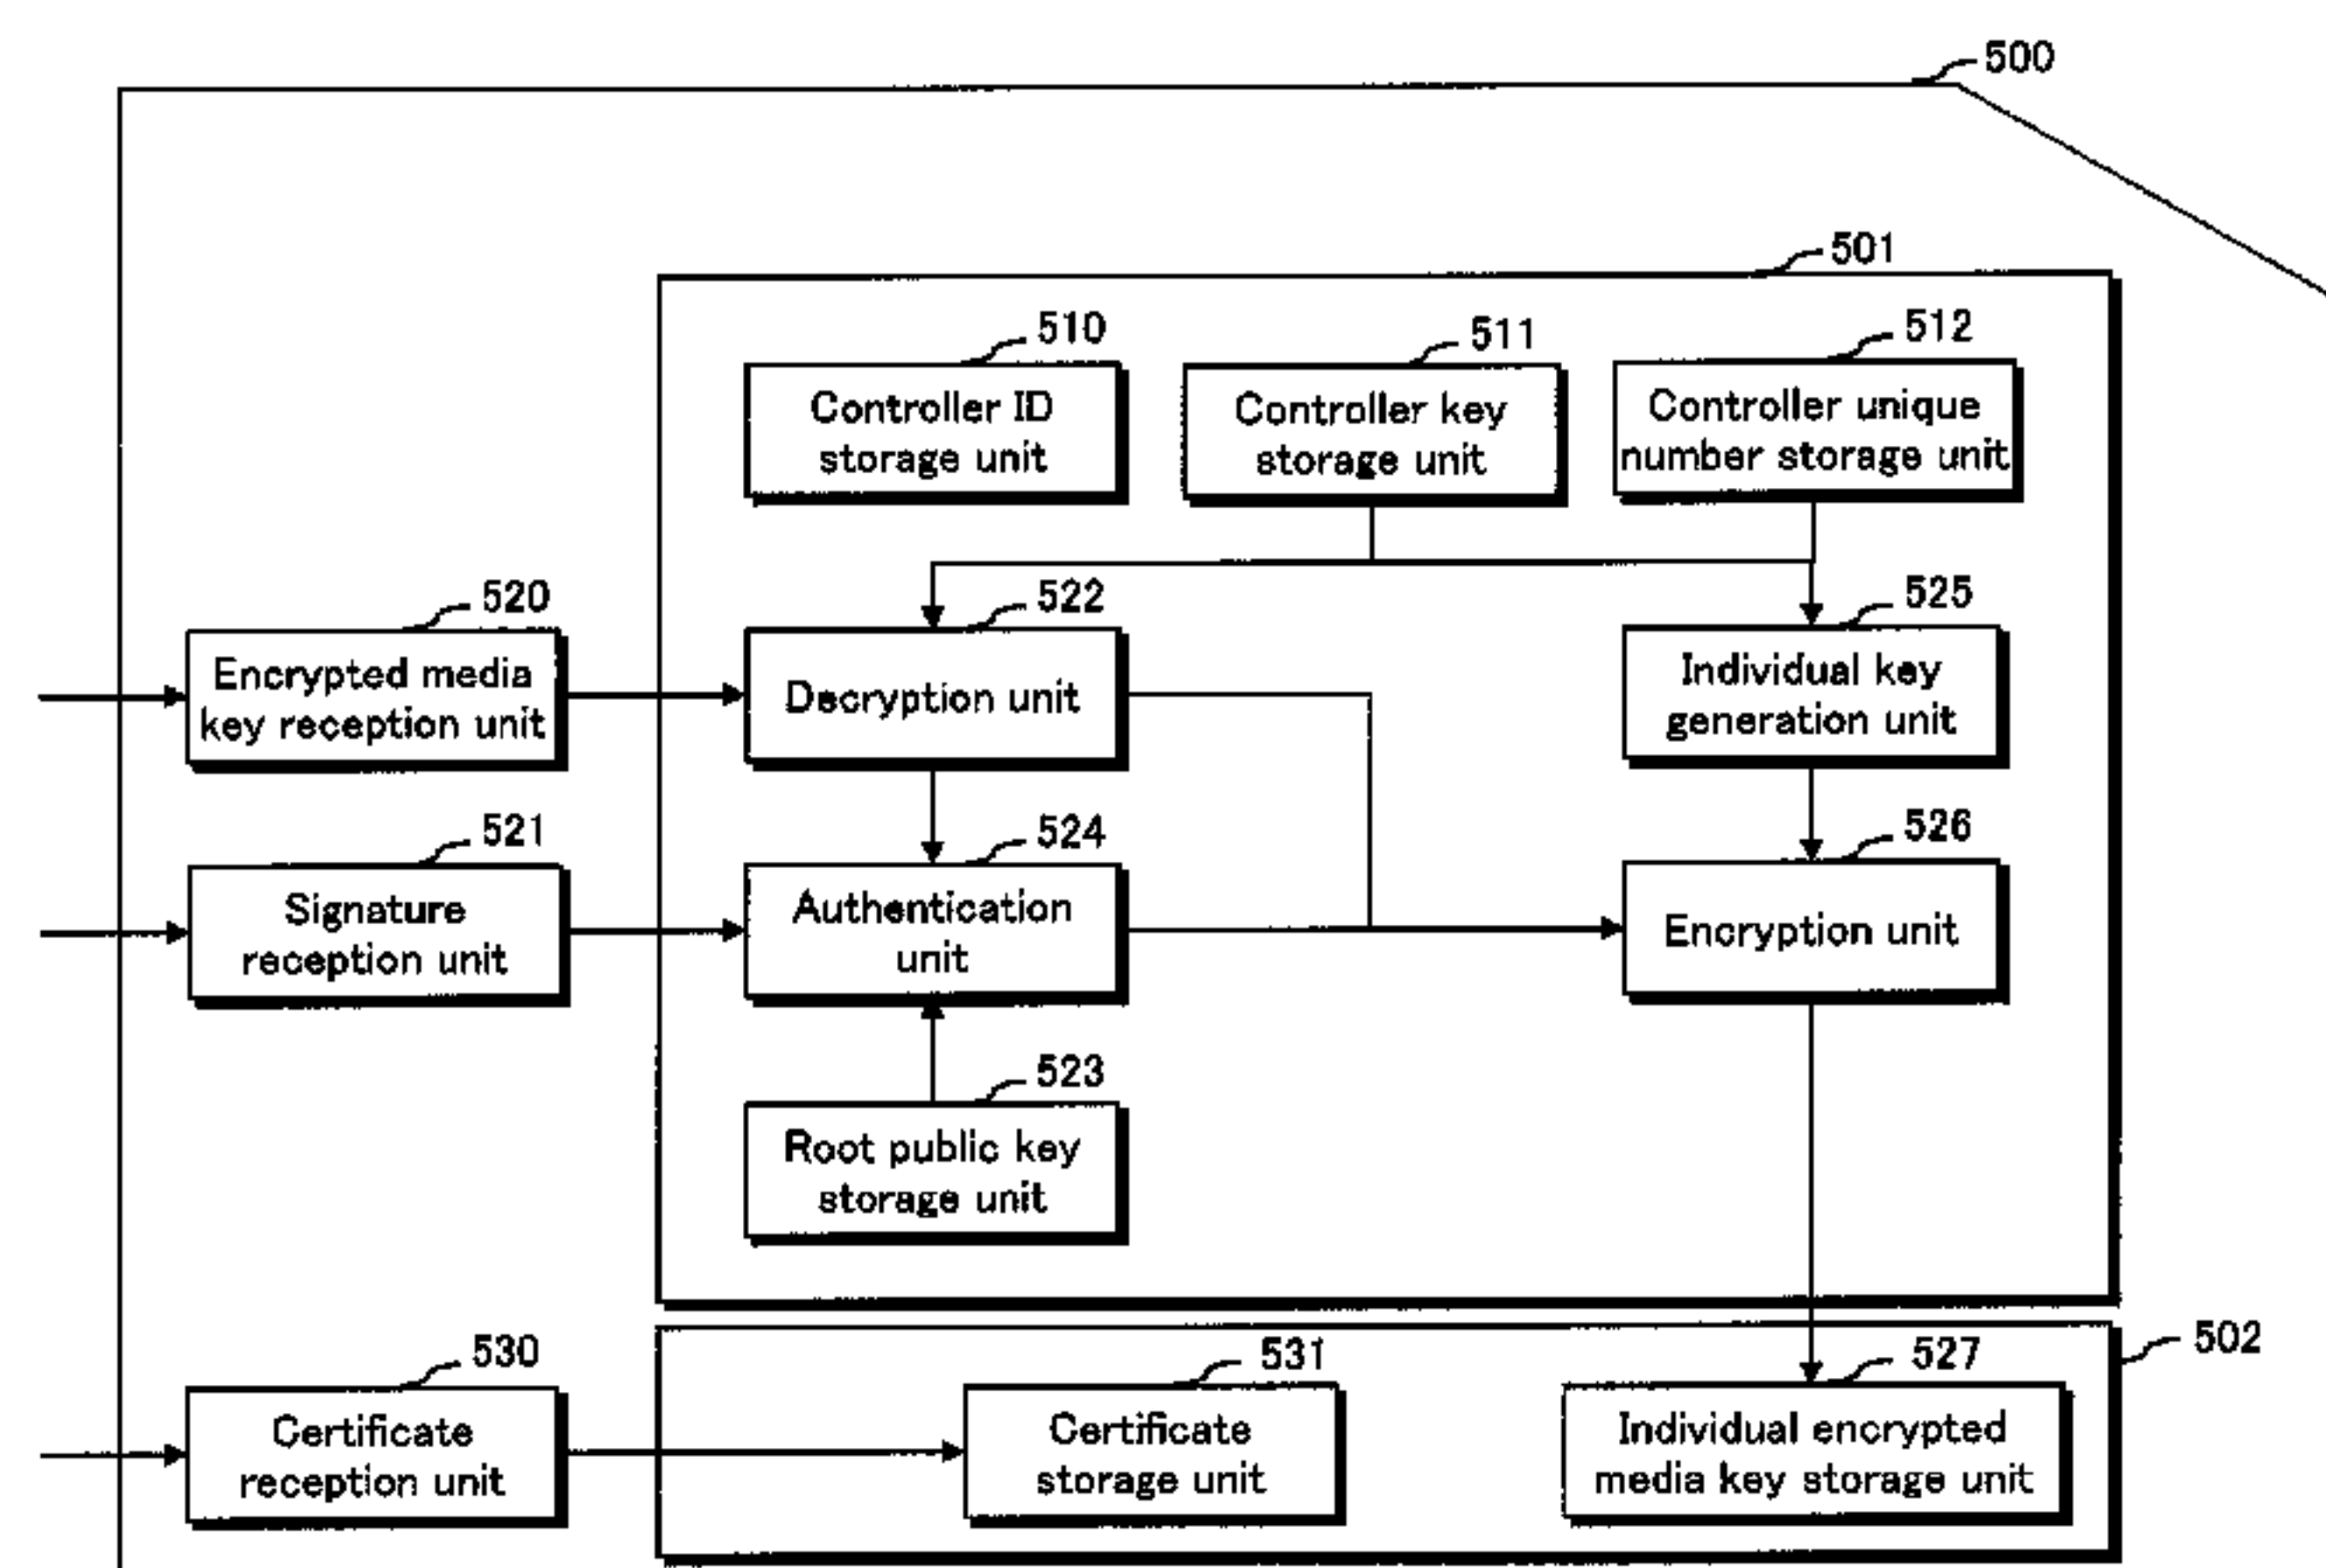 500
501
510
511
512
Controller ID
storage unit
Controller key
storage unit
Controller unique
number storage unit
520
522
525
Encrypted media
key reception unit
Decryption unit
Individual key
generation unit
521
524
526
Signature
reception unit
Authentication
unit
Encryption unit
523
Root public key
storage unit
502
530
531
527
Certificate
reception unit
Certificate
storage unit
Individual encrypted
media key storage unit